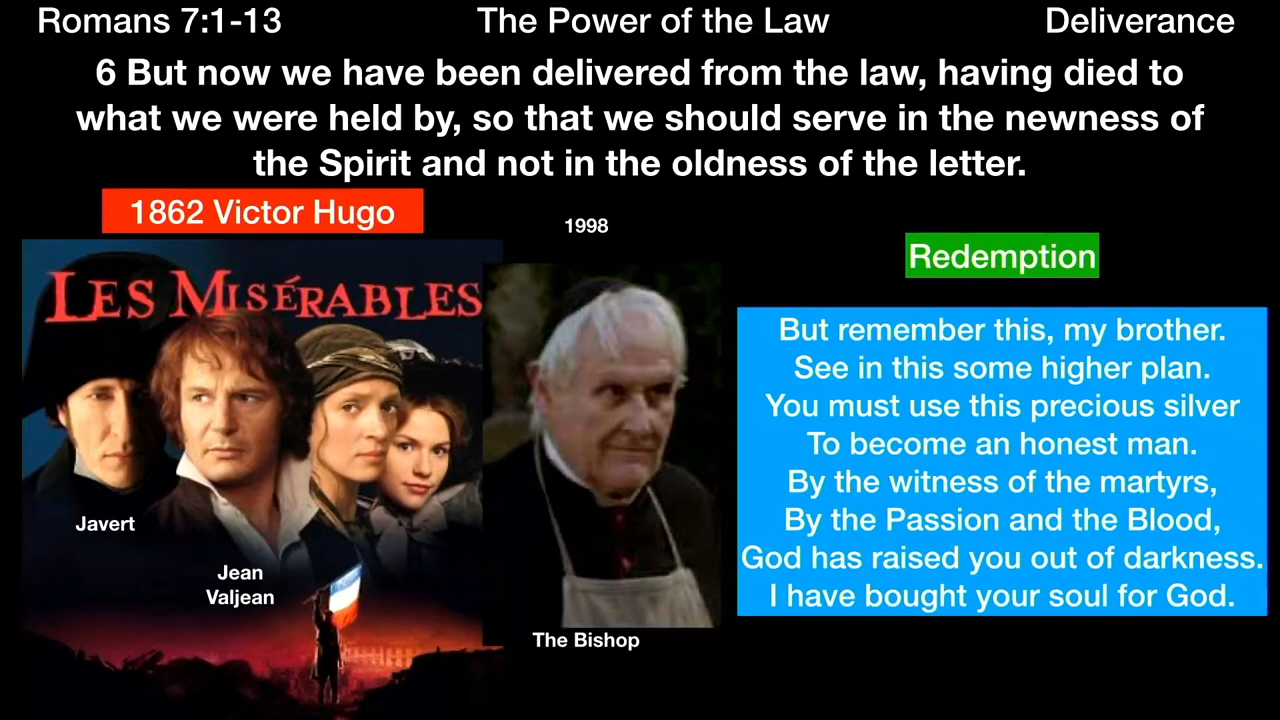 Romans 7:1-13
The Power of the Law
Deliverance
6 But now we have been delivered from the law, having died to
what we were held by, so that we should serve in the newness of
the Spirit and not in the oldness of the letter.
1862 Victor Hugo
1998
Redemption
LES MISÉRABLES
But remember this, my brother.
See in this some higher plan.
You must use this precious silver
To become an honest man.
By the witness of the martyrs,
By the Passion and the Blood,
God has raised you out of darkness.
I have bought your soul for God.
Javert
Jean
Valjean
The Bishop